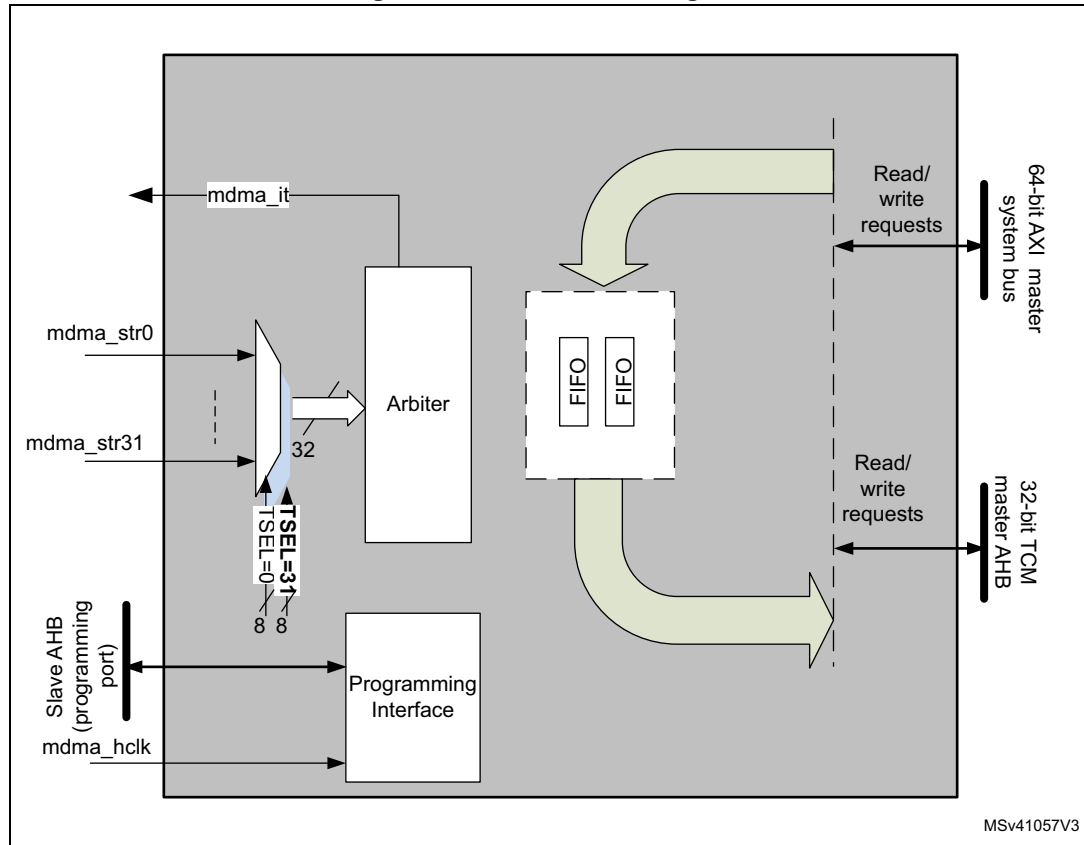 mdma_it
mdma_str0
mdma_str31
32
TSEL=0
TSEL=31
8
8
Arbiter
FIFO
FIFO
Read/
write
requests
64-bit AXI master
system bus
Read/
write
requests
32-bit TCM
master AHB
Slave AHB
(programming
port)
mdma_hclk
Programming
Interface
MSv41057V3